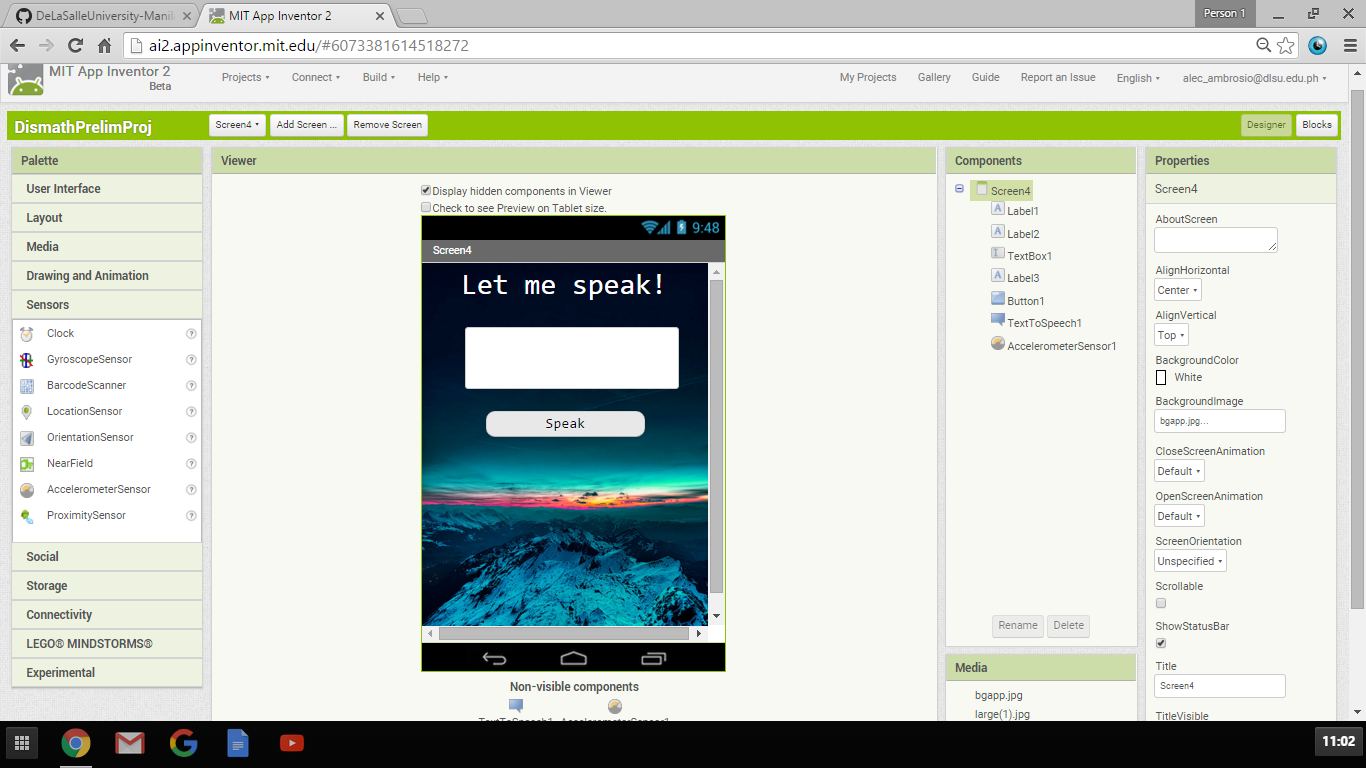 DeLaSalleUniversity-Manil
MIT App Inventor 2
Person 1
ai2.appinventor.mit.edu/#6073381614518272
MIT App Inventor 2
Beta
Projects
Connect
Build
Help
My Projects
Gallery
Guide
Report an Issue
English
alec_ambrosio@dlsu.edu.ph
DismathPrelimProj
Screen4
Add Screen ...
Remove Screen
Designer
Blocks
Palette
User Interface
Layout
Media
Drawing and Animation
Sensors
Clock
GyroscopeSensor
BarcodeScanner
LocationSensor
OrientationSensor
NearField
AccelerometerSensor
ProximitySensor
Social
Storage
Connectivity
LEGO® MINDSTORMS®
Experimental
Viewer
Display hidden components in Viewer
Check to see Preview on Tablet size.
9:48
Screen4
Let me speak!
Speak
Non-visible components
TextToSpeech1
AccelerometerSensor1
Components
Screen4
Label1
Label2
TextBox1
Label3
Button1
TextToSpeech1
AccelerometerSensor1
Rename
Delete
Media
bgapp.jpg
large(1).jpg
Properties
Screen4
AboutScreen
AlignHorizontal
Center
AlignVertical
Top
BackgroundColor
White
BackgroundImage
bgapp.jpg...
CloseScreenAnimation
Default
OpenScreenAnimation
Default
ScreenOrientation
Unspecified
Scrollable
ShowStatusBar
Title
Screen4
TitleVisible
11:02